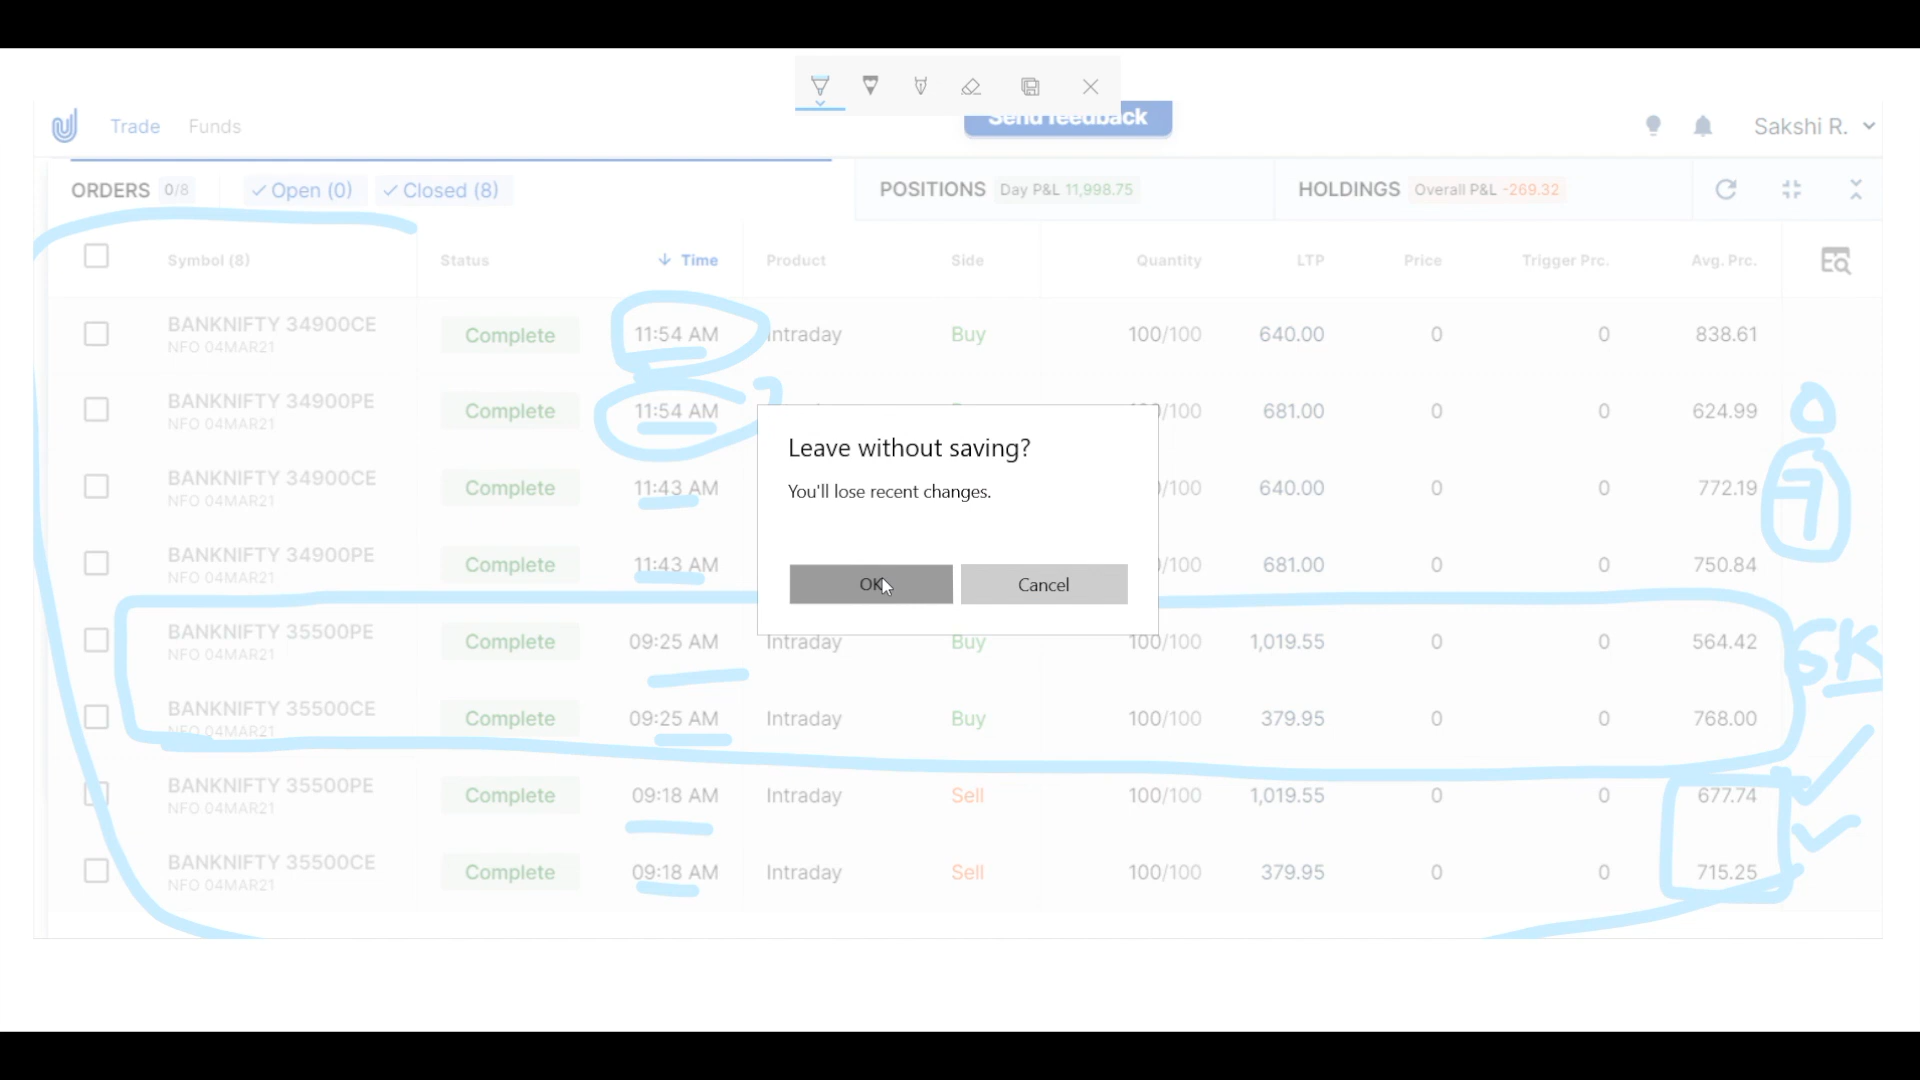 Send feedback
Trade Funds Sakshi R.
ORDERS 0/8 Open (0) Closed (8) POSITIONS Day P&L 11,998.75 HOLDINGS Overall P&L -269.32
Symbol (8) Status Time Product Side Quantity LTP Price Trigger Prc. Avg. Prc.
BANKNIFTY 34900CE Complete 11:54 AM Intraday Buy 100/100 640.00 0 0 838.61
NFO 04MAR21
BANKNIFTY 34900PE Complete 11:54 AM /100 681.00 0 0 624.99
NFO 04MAR21
BANKNIFTY 34900CE Complete 11:43 AM /100 640.00 0 0 772.19
NFO 04MAR21
BANKNIFTY 34900PE Complete 11:43 AM /100 681.00 0 0 750.84
NFO 04MAR21
Leave without saving?
You'll lose recent changes.
OK Cancel
BANKNIFTY 35500PE Complete 09:25 AM Intraday Buy 100/100 1,019.55 0 0 564.42
NFO 04MAR21
6K
BANKNIFTY 35500CE Complete 09:25 AM Intraday Buy 100/100 379.95 0 0 768.00
NFO 04MAR21
BANKNIFTY 35500PE Complete 09:18 AM Intraday Sell 100/100 1,019.55 0 0 677.74
NFO 04MAR21
BANKNIFTY 35500CE Complete 09:18 AM Intraday Sell 100/100 379.95 0 0 715.25
NFO 04MAR21